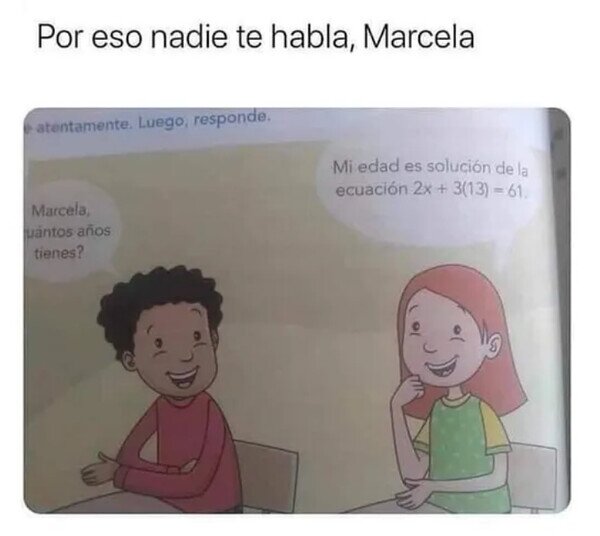 Por eso nadie te habla, Marcela
atentamente. Luego, responde.
Mi edad es solución de la
ecuación 2x + 3(13) = 61.
Marcela,
uántos años
tienes?